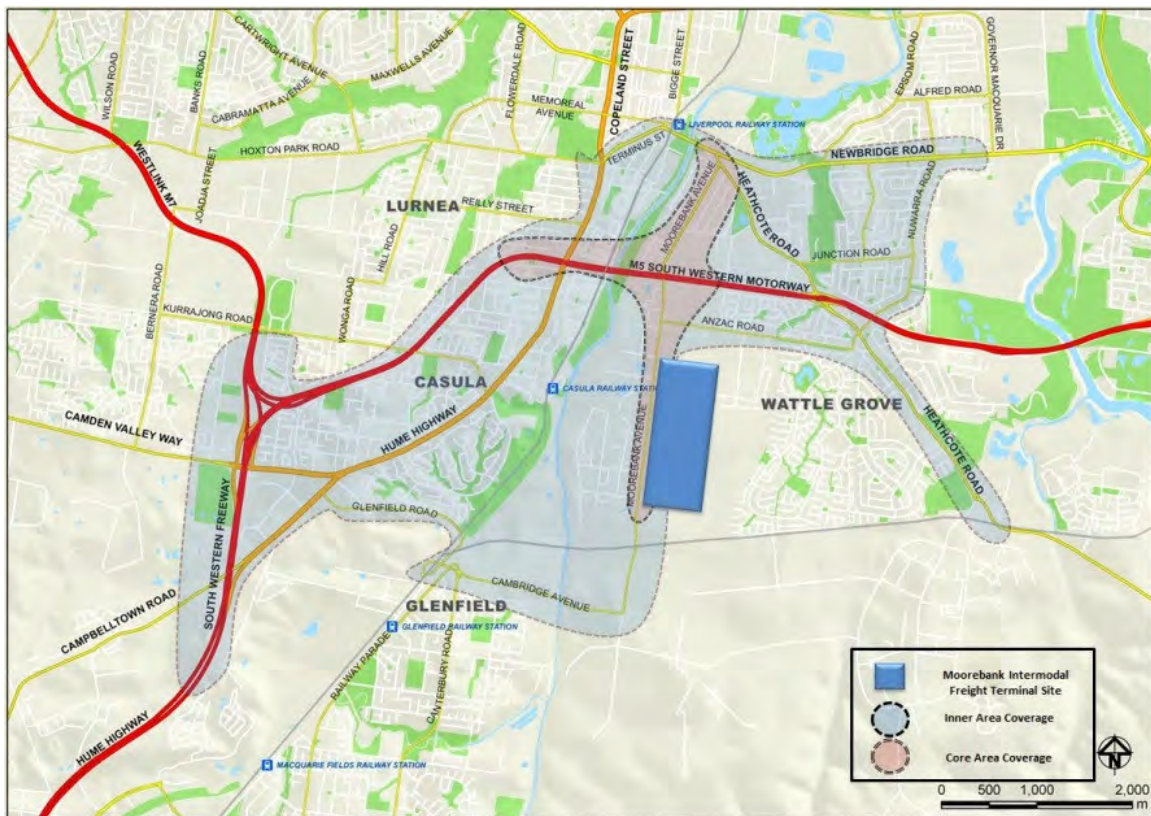 WILSON ROAD
BANKS ROAD
CARTWRIGHT AVENUE
MAXWELLS AVENUE
FLOWERDALE ROAD
COPELAND STREET
BIGGE STREET
EPSOM ROAD
GOVERNOR MACQUARIE DR
CABRAMATTA AVENUE
MEMOREAL
AVENUE
ALFRED ROAD
LIVERPOOL RAILWAY STATION
TERMINUS ST
HOXTON PARK ROAD
NEWBRIDGE ROAD
WESTLINK M7
JOADJA STREET
LURNEA
REILLY STREET
MOOREBANK AVENUE
HEATHCOTE ROAD
NUWARRA ROAD
HILL ROAD
JUNCTION ROAD
M5 SOUTH WESTERN MOTORWAY
BERNERA ROAD
KURRAJONG ROAD
WONGA ROAD
ANZAC ROAD
CASULA
CASULA RAILWAY STATI
WATTLE GROVE
CAMDEN VALLEY WAY
HUME HIGHWAY
MOOREBANK AVENUE
HEATHCOTE ROAD
GLENFIELD ROAD
SOUTH WESTERN FREEWAY
CAMBRIDGE AVENUE
CAMPBELLTOWN ROAD
GLENFIELD
GLENFIELD RAILWAY STATION
RAILWAY PARADE
CANTERBURY ROAD
HUME HIGHWAY
MACQUARIE FIELDS RAILWAY STATION
Moorebank Intermodal
Freight Terminal Site
Inner Area Coverage
Core Area Coverage
N
0 500 1,000 2,000
m